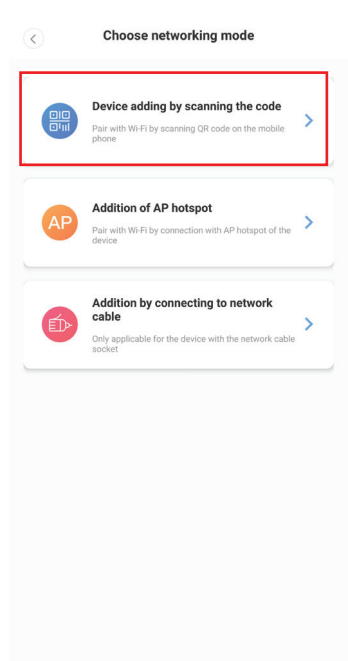 Choose networking mode
Device adding by scanning the code
Pair with Wi-Fi by scanning QR code on the mobile
phone
AP
Addition of AP hotspot
Pair with Wi-Fi by connection with AP hotspot of the
device
Addition by connecting to network
cable
Only applicable for the device with the network cable
socket